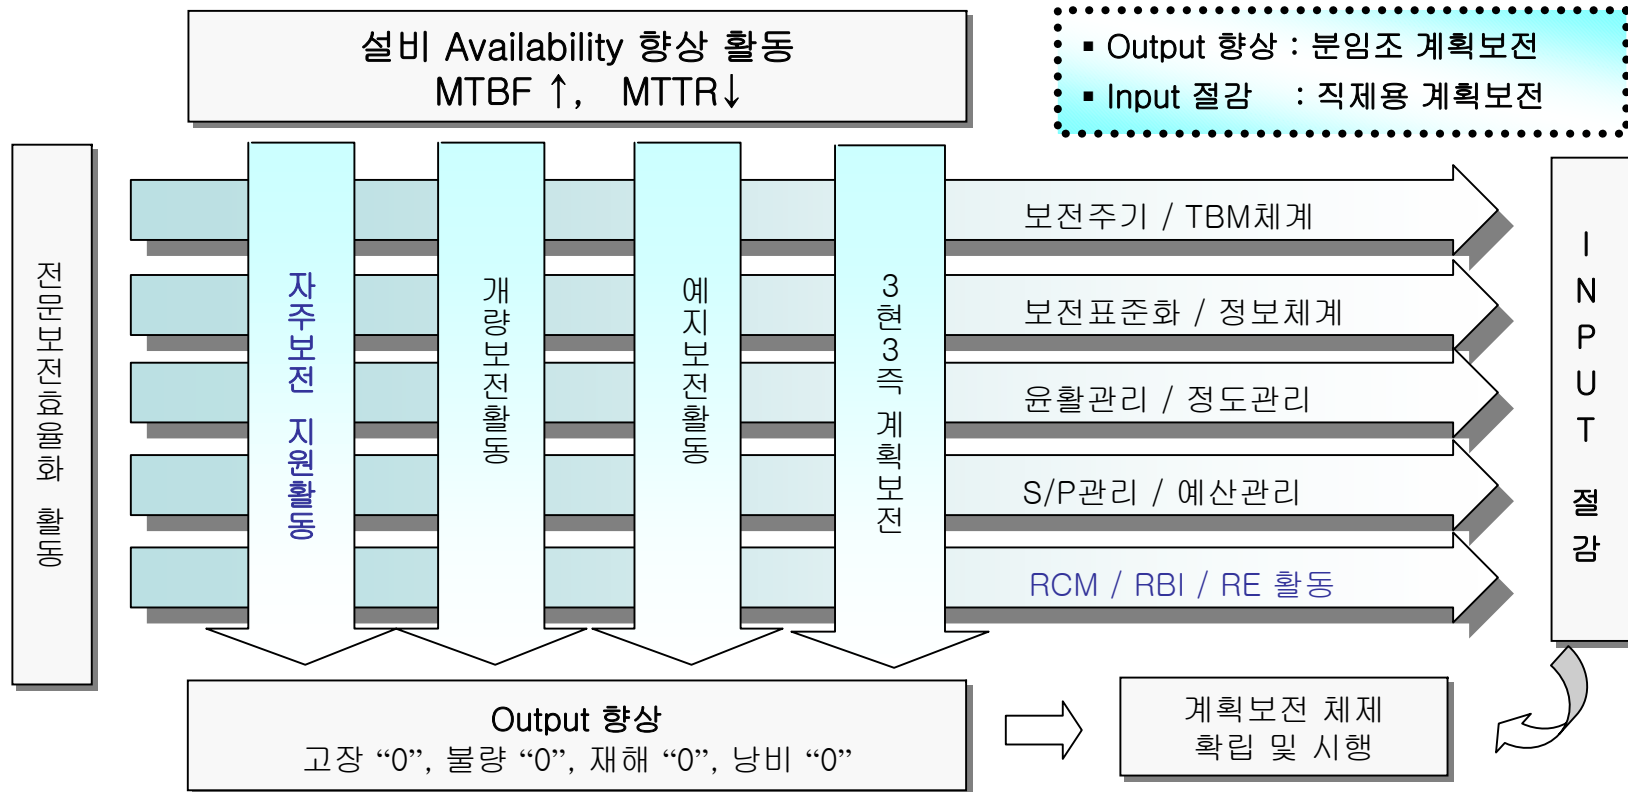 설비 Availability 향상 활동
MTBF ↑,   MTTR↓
▪ Output 향상 : 분임조 계획보전
▪ Input 절감   : 직제용 계획보전
전문보전효율화 활동
자주보전 지원활동
개량보전활동
예지보전활동
3현3즉 계획보전
보전주기 / TBM체계
보전표준화 / 정보체계
윤활관리 / 정도관리
S/P관리 / 예산관리
RCM / RBI / RE 활동
INPUT 절감
Output 향상
고장 “0”, 불량 “0”, 재해 “0”, 낭비 “0”
계획보전 체제
확립 및 시행